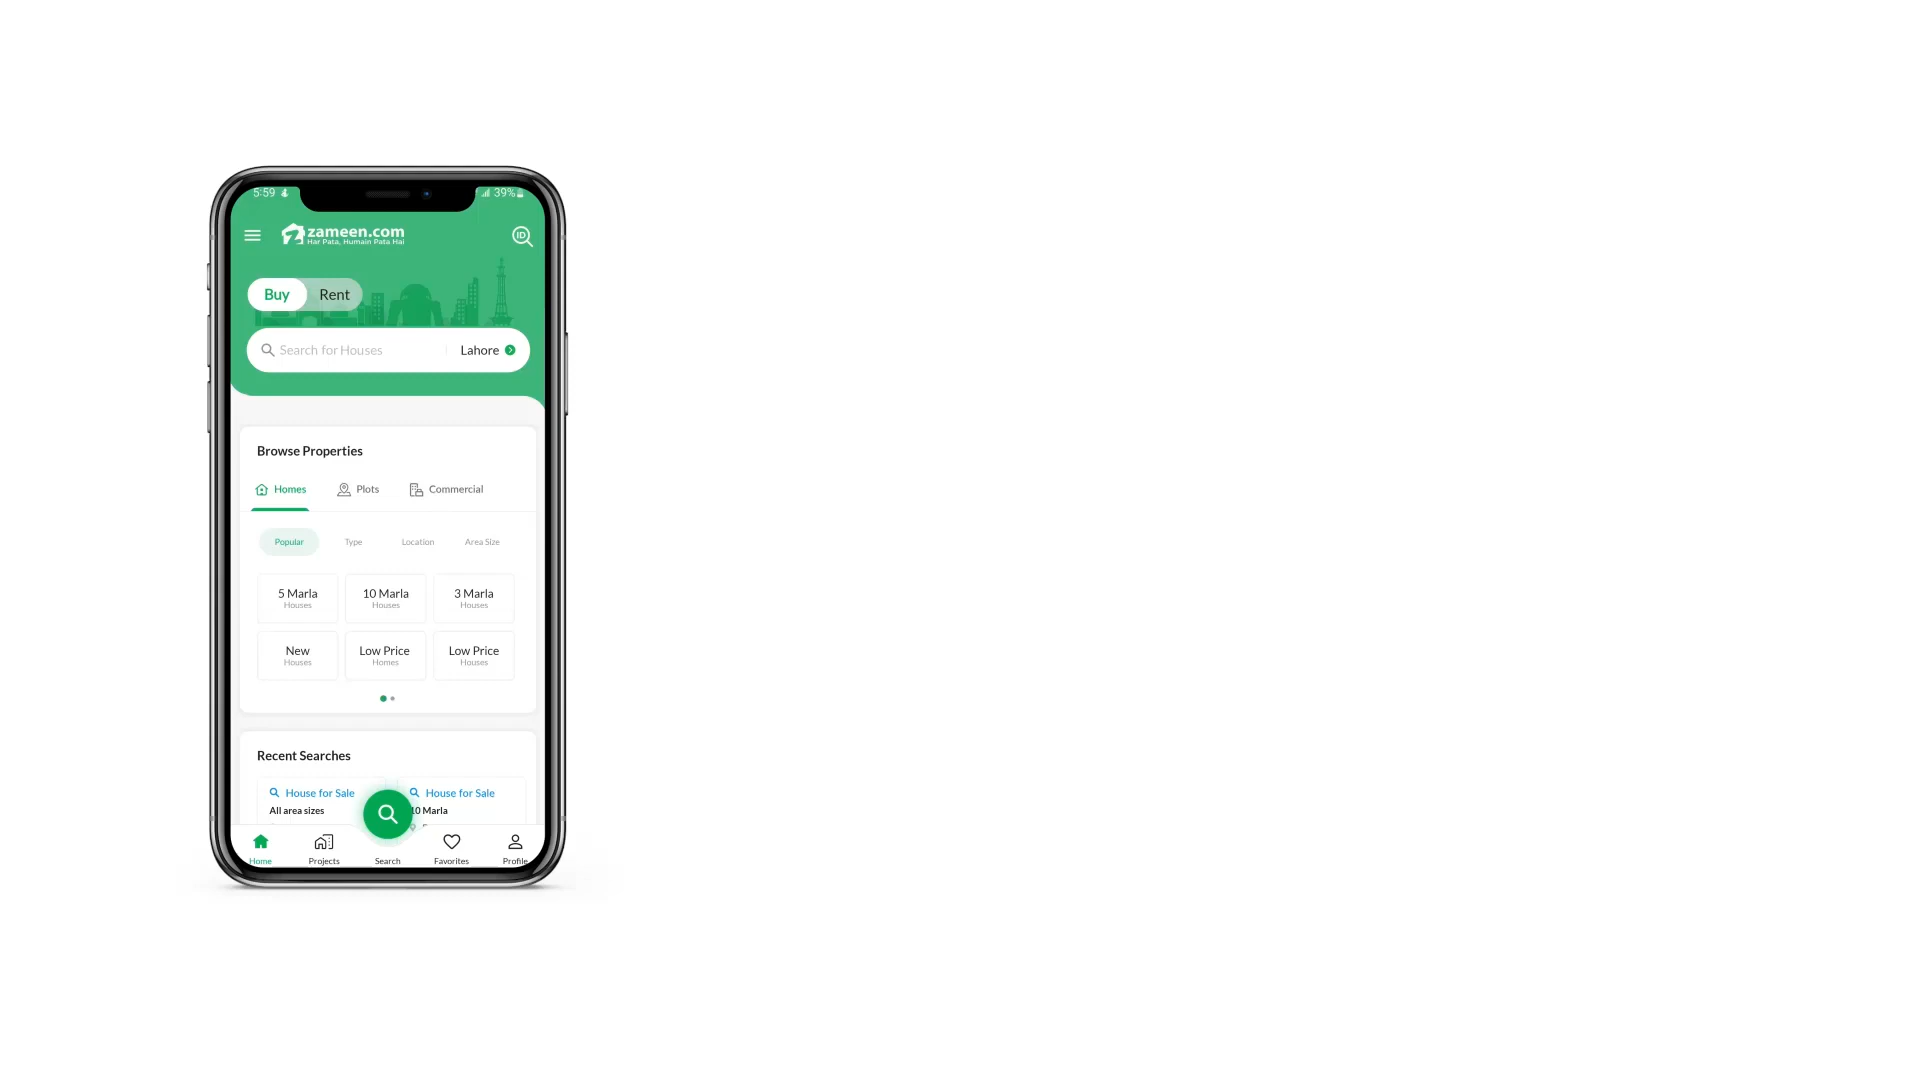 5:59 39%
zameen.com
Har Pata, Humain Pata Hai
ID
Buy Rent
Search for Houses Lahore
Browse Properties
Homes Plots Commercial
Popular Type Location Area Size
5 Marla 10 Marla 3 Marla
Houses Houses Houses
New Low Price Low Price
Houses Homes Houses
Recent Searches
House for Sale House for Sale
All area sizes 10 Marla
Home Projects Search Favorites Profile